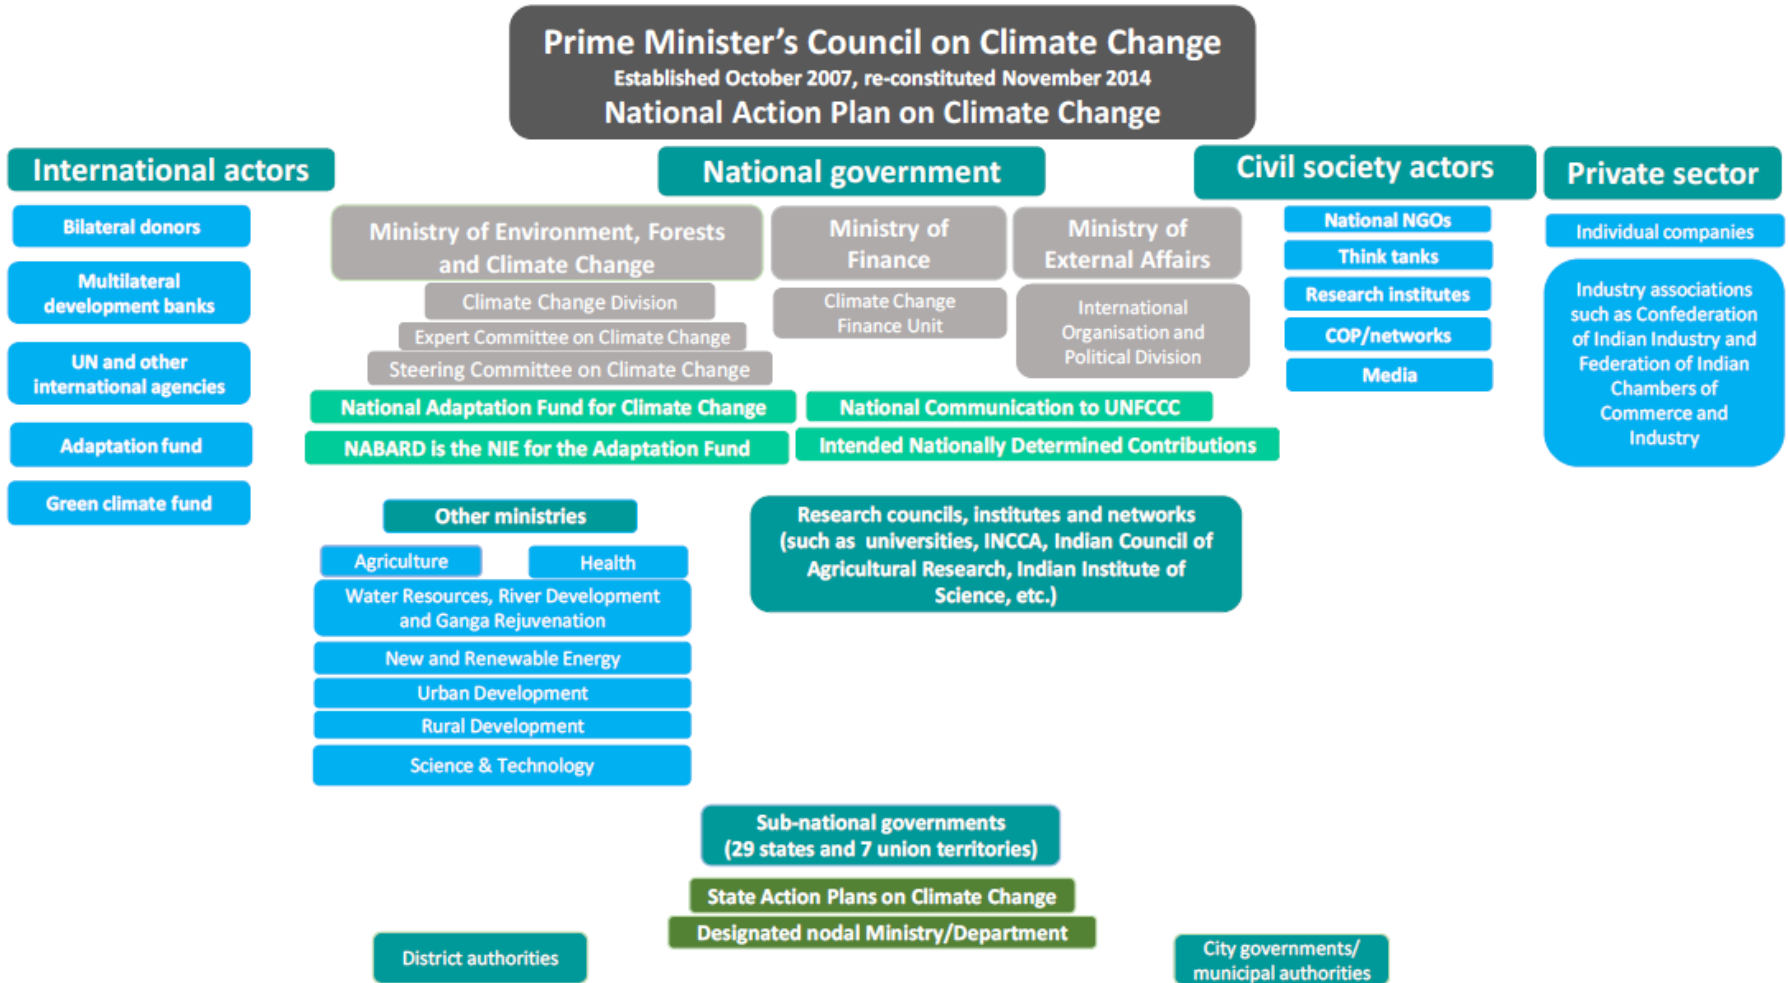 Prime Minister’s Council on Climate Change
Established October 2007, re-constituted November 2014
National Action Plan on Climate Change
International actors
Bilateral donors
Multilateral
development banks
UN and other
international agencies
Adaptation fund
Green climate fund
National government
Ministry of Environment, Forests
and Climate Change
Climate Change Division
Expert Committee on Climate Change
Steering Committee on Climate Change
Ministry of
Finance
Climate Change
Finance Unit
Ministry of
External Affairs
International
Organisation and
Political Division
National Adaptation Fund for Climate Change
NABARD is the NIE for the Adaptation Fund
National Communication to UNFCCC
Intended Nationally Determined Contributions
Civil society actors
National NGOs
Think tanks
Research institutes
COP/networks
Media
Private sector
Individual companies
Industry associations
such as Confederation
of Indian Industry and
Federation of Indian
Chambers of
Commerce and
Industry
Other ministries
Agriculture
Health
Water Resources, River Development
and Ganga Rejuvenation
New and Renewable Energy
Urban Development
Rural Development
Science & Technology
Research councils, institutes and networks
(such as universities, INCCA, Indian Council of
Agricultural Research, Indian Institute of
Science, etc.)
Sub-national governments
(29 states and 7 union territories)
State Action Plans on Climate Change
Designated nodal Ministry/Department
District authorities
City governments/
municipal authorities